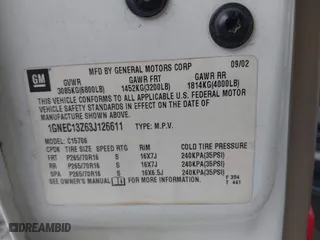 GM
MFD BY GENERAL MOTORS CORP 09/02
GVWR GAWR FRT GAWR RR
3085KG(6800LB) 1452KG(3200LB) 1814KG(4000LB)
THIS VEHICLE CONFORMS TO ALL APPLICABLE U.S. FEDERAL MOTOR
VEHICLE SAFETY STANDARDS IN EFFECT ON THE DATE OF
MANUFACTURE SHOWN ABOVE.
1GNEC13Z63J126611 TYPE: M.P.V.
MODEL: C15706
CPDK TIRE SIZE SPEED RTG RIM COLD TIRE PRESSURE
FRT P265/70R16 S 16X7J 240KPA(35PSI)
RR P265/70R16 S 16X7J 240KPA(35PSI)
SPA P265/70R16 S 16X6.5J 240KPA(35PSI)
SEE OWNER'S MANUAL FOR
T 441
DREAMBID.COM